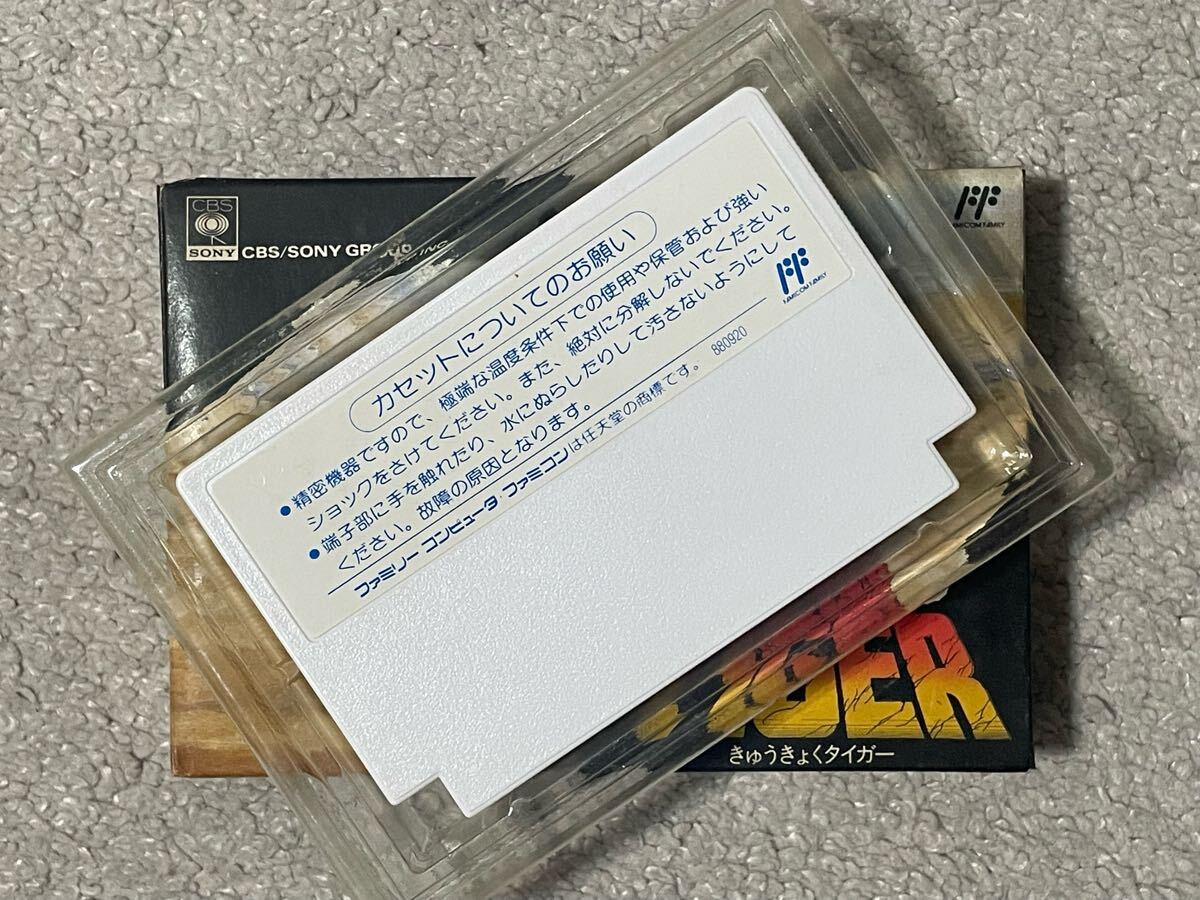 CBS
SONY
CBS/SONY GROUP INC.
FAMICOM FAMILY
カセットについてのお願い
●精密機器ですので、極端な温度条件下での使用や保管および強い
ショックをさけてください。また、絶対に分解しないでください。
●端子部に手を触れたり、水にぬらしたりして汚さないようにして
ください。故障の原因となります。
ファミリーコンピュータ・ファミコンは任天堂の商標です。 880920
FAMICOM FAMILY
GER
きゅうきょくタイガー